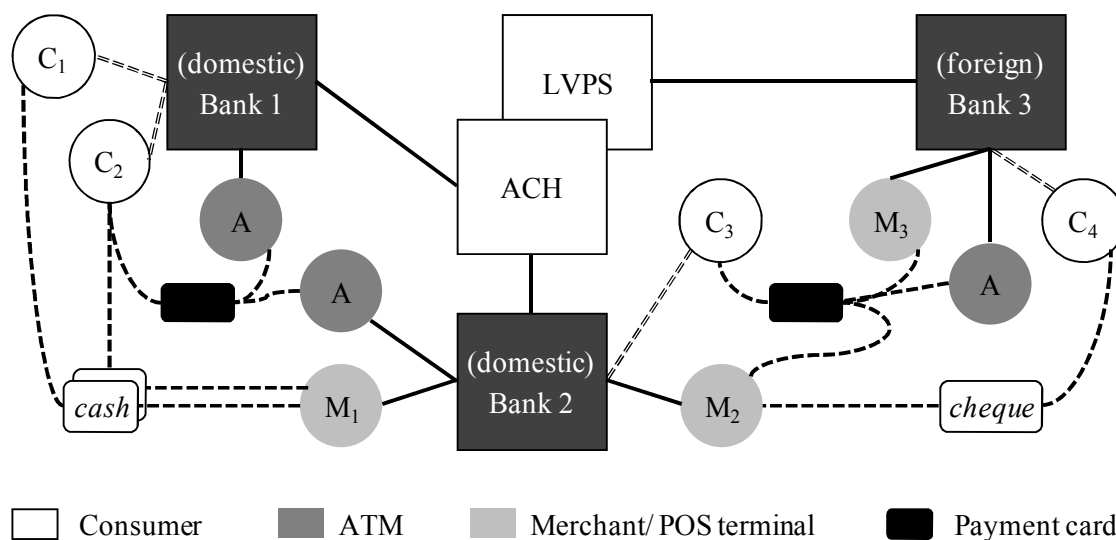 C1
(domestic)
Bank 1
LVPS
(foreign)
Bank 3
C2
ACH
A
C3
M3
C4
A
A
(domestic)
Bank 2
cash
M1
M2
cheque
Consumer
ATM
Merchant/ POS terminal
Payment card